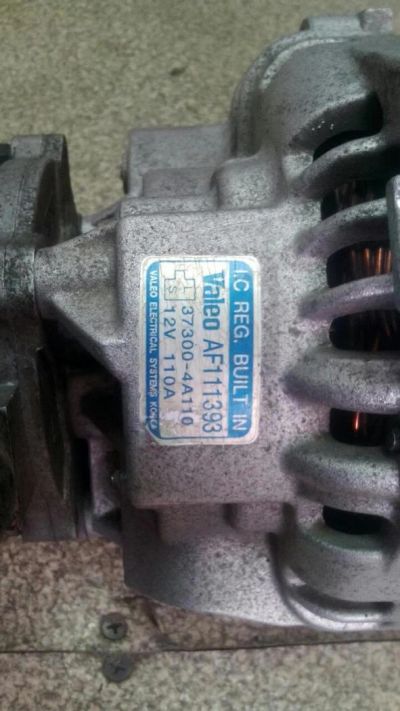 I.C REG. BUILT IN
Valeo AF111393
37300-4A110
12V 110A
VALEO ELECTRICAL SYSTEMS KOREA